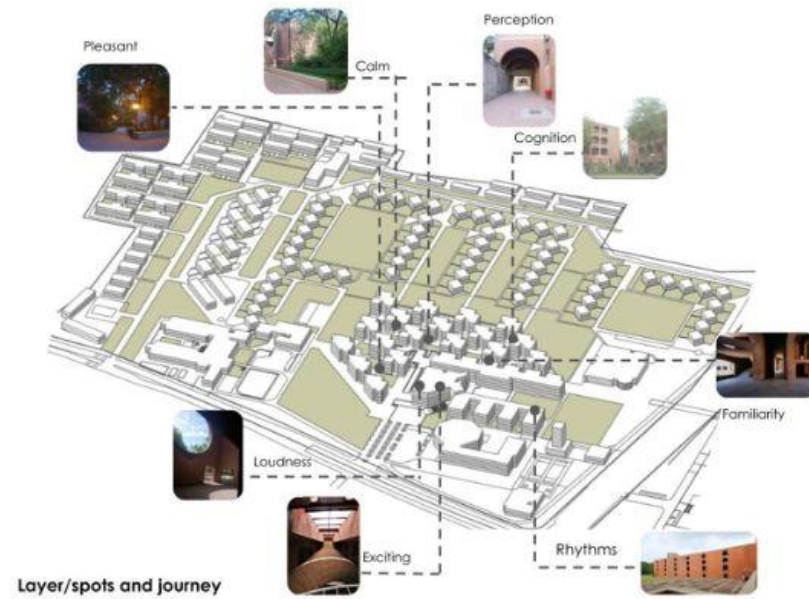 Perception
Pleasant
Calm
Cognition
Familiarity
Loudness
Exciting
Rhythms
Layer/spots and journey